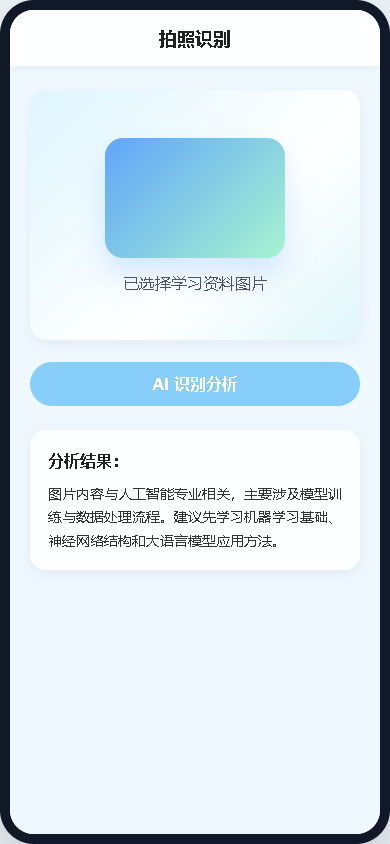 拍照识别
已选择学习资料图片
AI 识别分析
分析结果：
图片内容与人工智能专业相关，主要涉及模型训
练与数据处理流程。建议先学习机器学习基础、
神经网络结构和大语言模型应用方法。